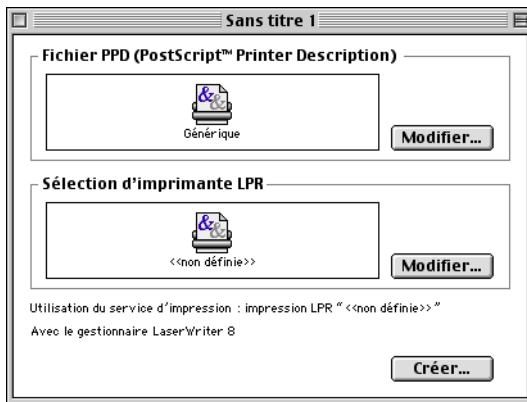 Sans titre 1
Fichier PPD (PostScript™ Printer Description)
Générique
Modifier...
Sélection d'imprimante LPR
<<non définie>>
Modifier...
Utilisation du service d'impression : impression LPR “ <<non définie>> ”
Avec le gestionnaire LaserWriter 8
Créer...